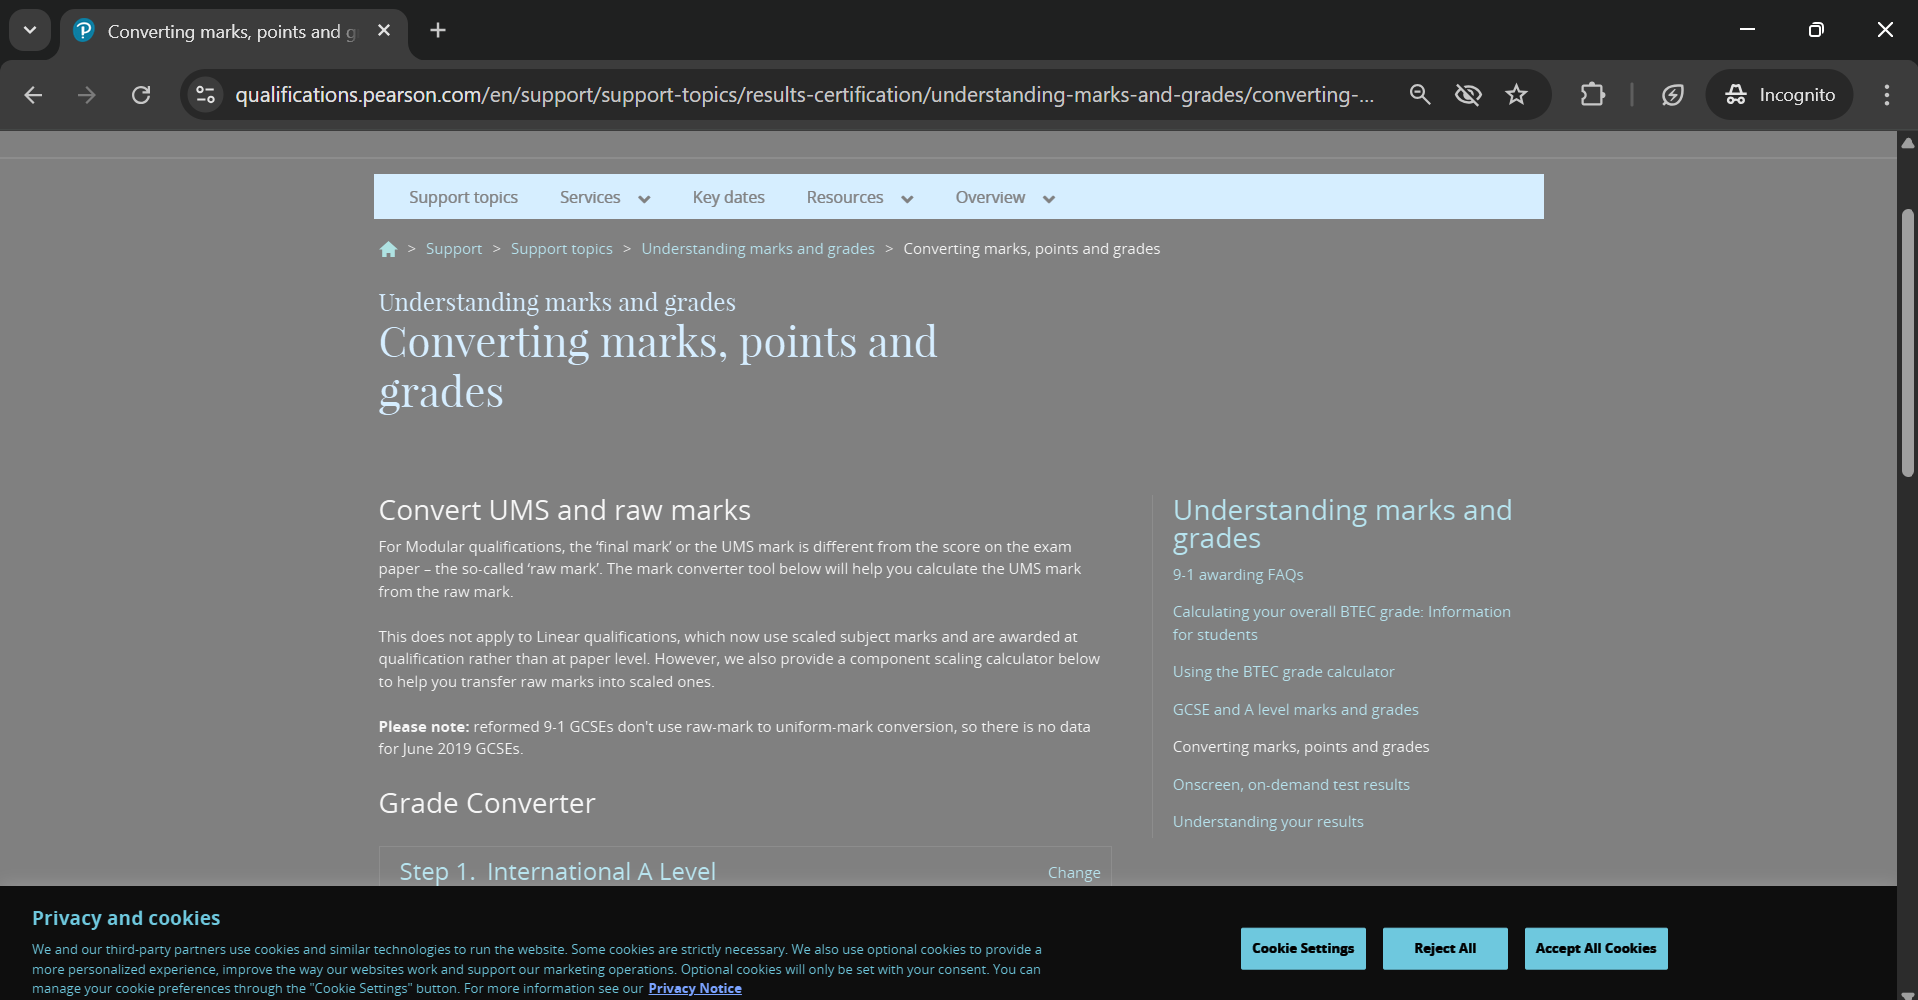 Converting marks, points and g
qualifications.pearson.com/en/support/support-topics/results-certification/understanding-marks-and-grades/converting-...
Incognito
Support topics Services Key dates Resources Overview
> Support > Support topics > Understanding marks and grades > Converting marks, points and grades
Understanding marks and grades
Converting marks, points and
grades
Convert UMS and raw marks
For Modular qualifications, the ‘final mark’ or the UMS mark is different from the score on the exam
paper – the so-called ‘raw mark’. The mark converter tool below will help you calculate the UMS mark
from the raw mark.
This does not apply to Linear qualifications, which now use scaled subject marks and are awarded at
qualification rather than at paper level. However, we also provide a component scaling calculator below
to help you transfer raw marks into scaled ones.
Please note: reformed 9-1 GCSEs don't use raw-mark to uniform-mark conversion, so there is no data
for June 2019 GCSEs.
Grade Converter
Step 1. International A Level Change
Understanding marks and
grades
9-1 awarding FAQs
Calculating your overall BTEC grade: Information
for students
Using the BTEC grade calculator
GCSE and A level marks and grades
Converting marks, points and grades
Onscreen, on-demand test results
Understanding your results
Privacy and cookies
We and our third-party partners use cookies and similar technologies to run the website. Some cookies are strictly necessary. We also use optional cookies to provide a
more personalized experience, improve the way our websites work and support our marketing operations. Optional cookies will only be set with your consent. You can
manage your cookie preferences through the "Cookie Settings" button. For more information see our Privacy Notice
Cookie Settings Reject All Accept All Cookies